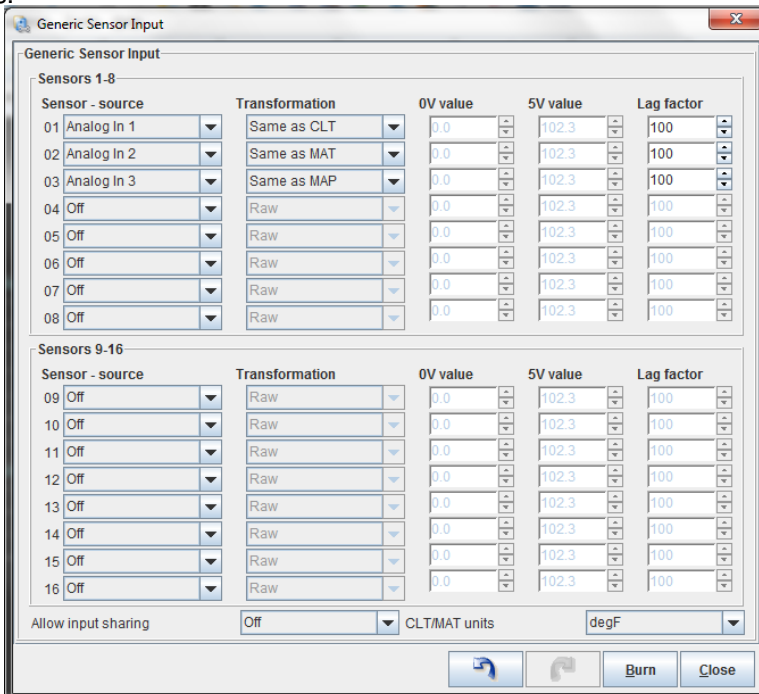 Generic Sensor Input
Generic Sensor Input
Sensors 1-8
Sensor - source Transformation 0V value 5V value Lag factor
01 Analog In 1 Same as CLT 0.0 102.3 100
02 Analog In 2 Same as MAT 0.0 102.3 100
03 Analog In 3 Same as MAP 0.0 102.3 100
04 Off Raw 0.0 102.3 100
05 Off Raw 0.0 102.3 100
06 Off Raw 0.0 102.3 100
07 Off Raw 0.0 102.3 100
08 Off Raw 0.0 102.3 100
Sensors 9-16
Sensor - source Transformation 0V value 5V value Lag factor
09 Off Raw 0.0 102.3 100
10 Off Raw 0.0 102.3 100
11 Off Raw 0.0 102.3 100
12 Off Raw 0.0 102.3 100
13 Off Raw 0.0 102.3 100
14 Off Raw 0.0 102.3 100
15 Off Raw 0.0 102.3 100
16 Off Raw 0.0 102.3 100
Allow input sharing Off CLT/MAT units degF
Burn Close